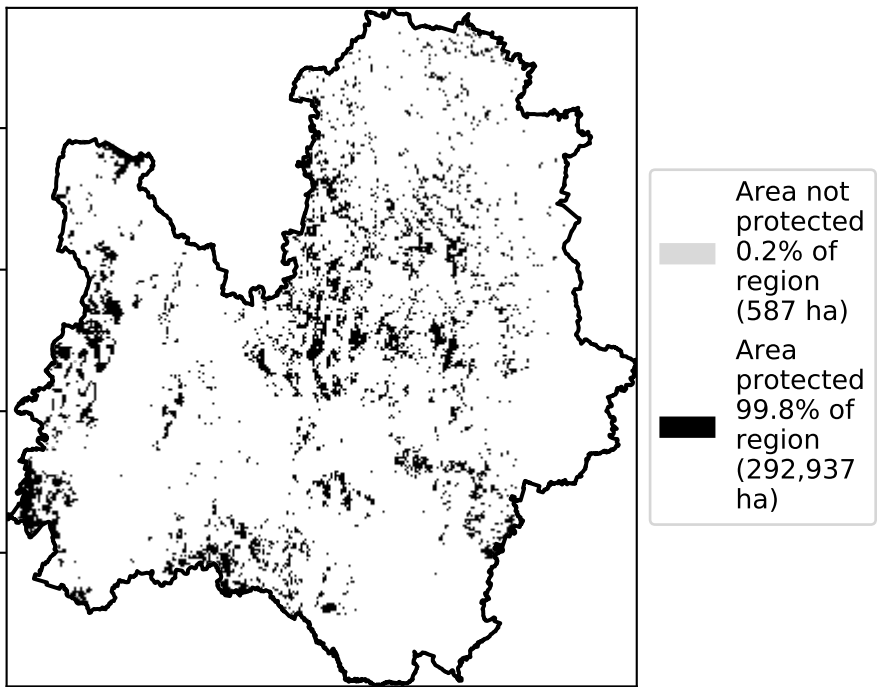 Area not
protected
0.2% of
region
(587 ha)
Area
protected
99.8% of
region
(292,937
ha)